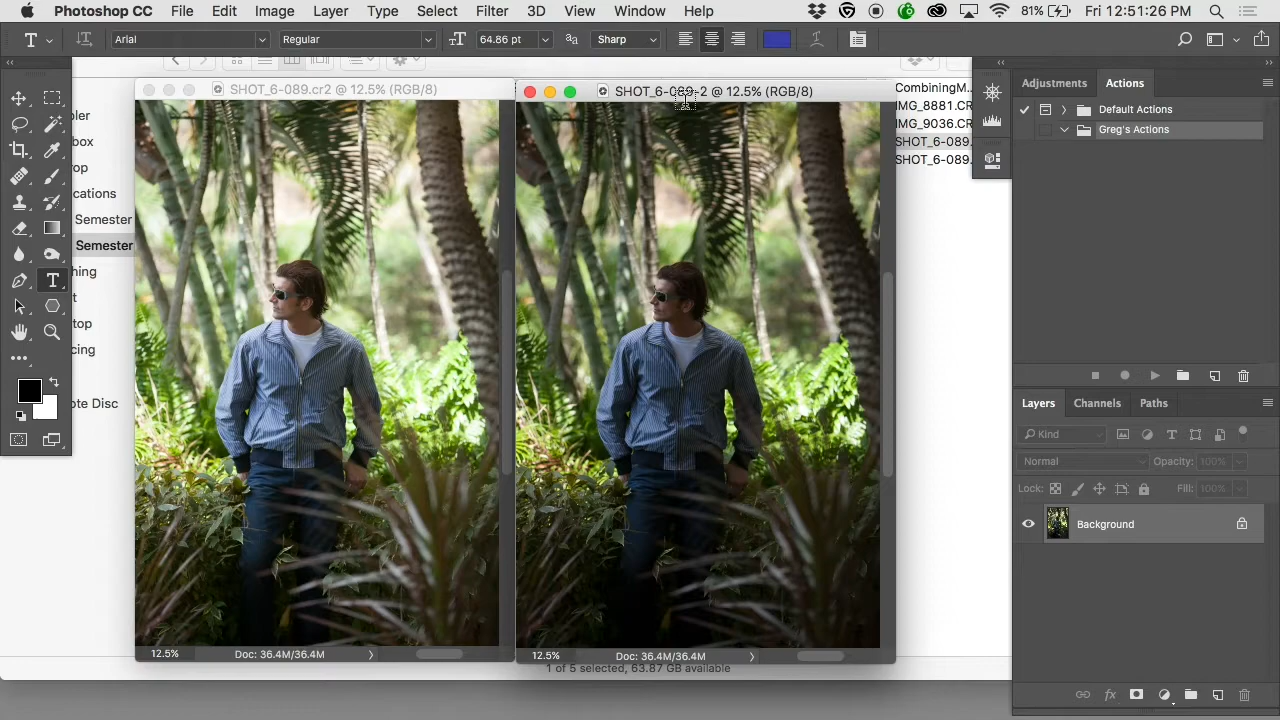 Photoshop CC File Edit Image Layer Type Select Filter 3D View Window Help 81% Fri 12:51:26 PM
T Arial Regular 64.86 pt Sharp
Adjustments Actions
SHOT_6-089.cr2 @ 12.5% (RGB/8)
SHOT_6-089-2 @ 12.5% (RGB/8)
CombiningM...
IMG_8881.CR
IMG_9036.CR
SHOT_6-089.
SHOT_6-089.
Default Actions
Greg's Actions
pler
box
op
cations
Semester
Semester
hing
t
top
cing
ote Disc
Layers Channels Paths
Kind
Normal Opacity: 100%
Lock: Fill: 100%
Background
12.5% Doc: 36.4M/36.4M
12.5% Doc: 36.4M/36.4M
1 of 5 selected, 63.87 GB available